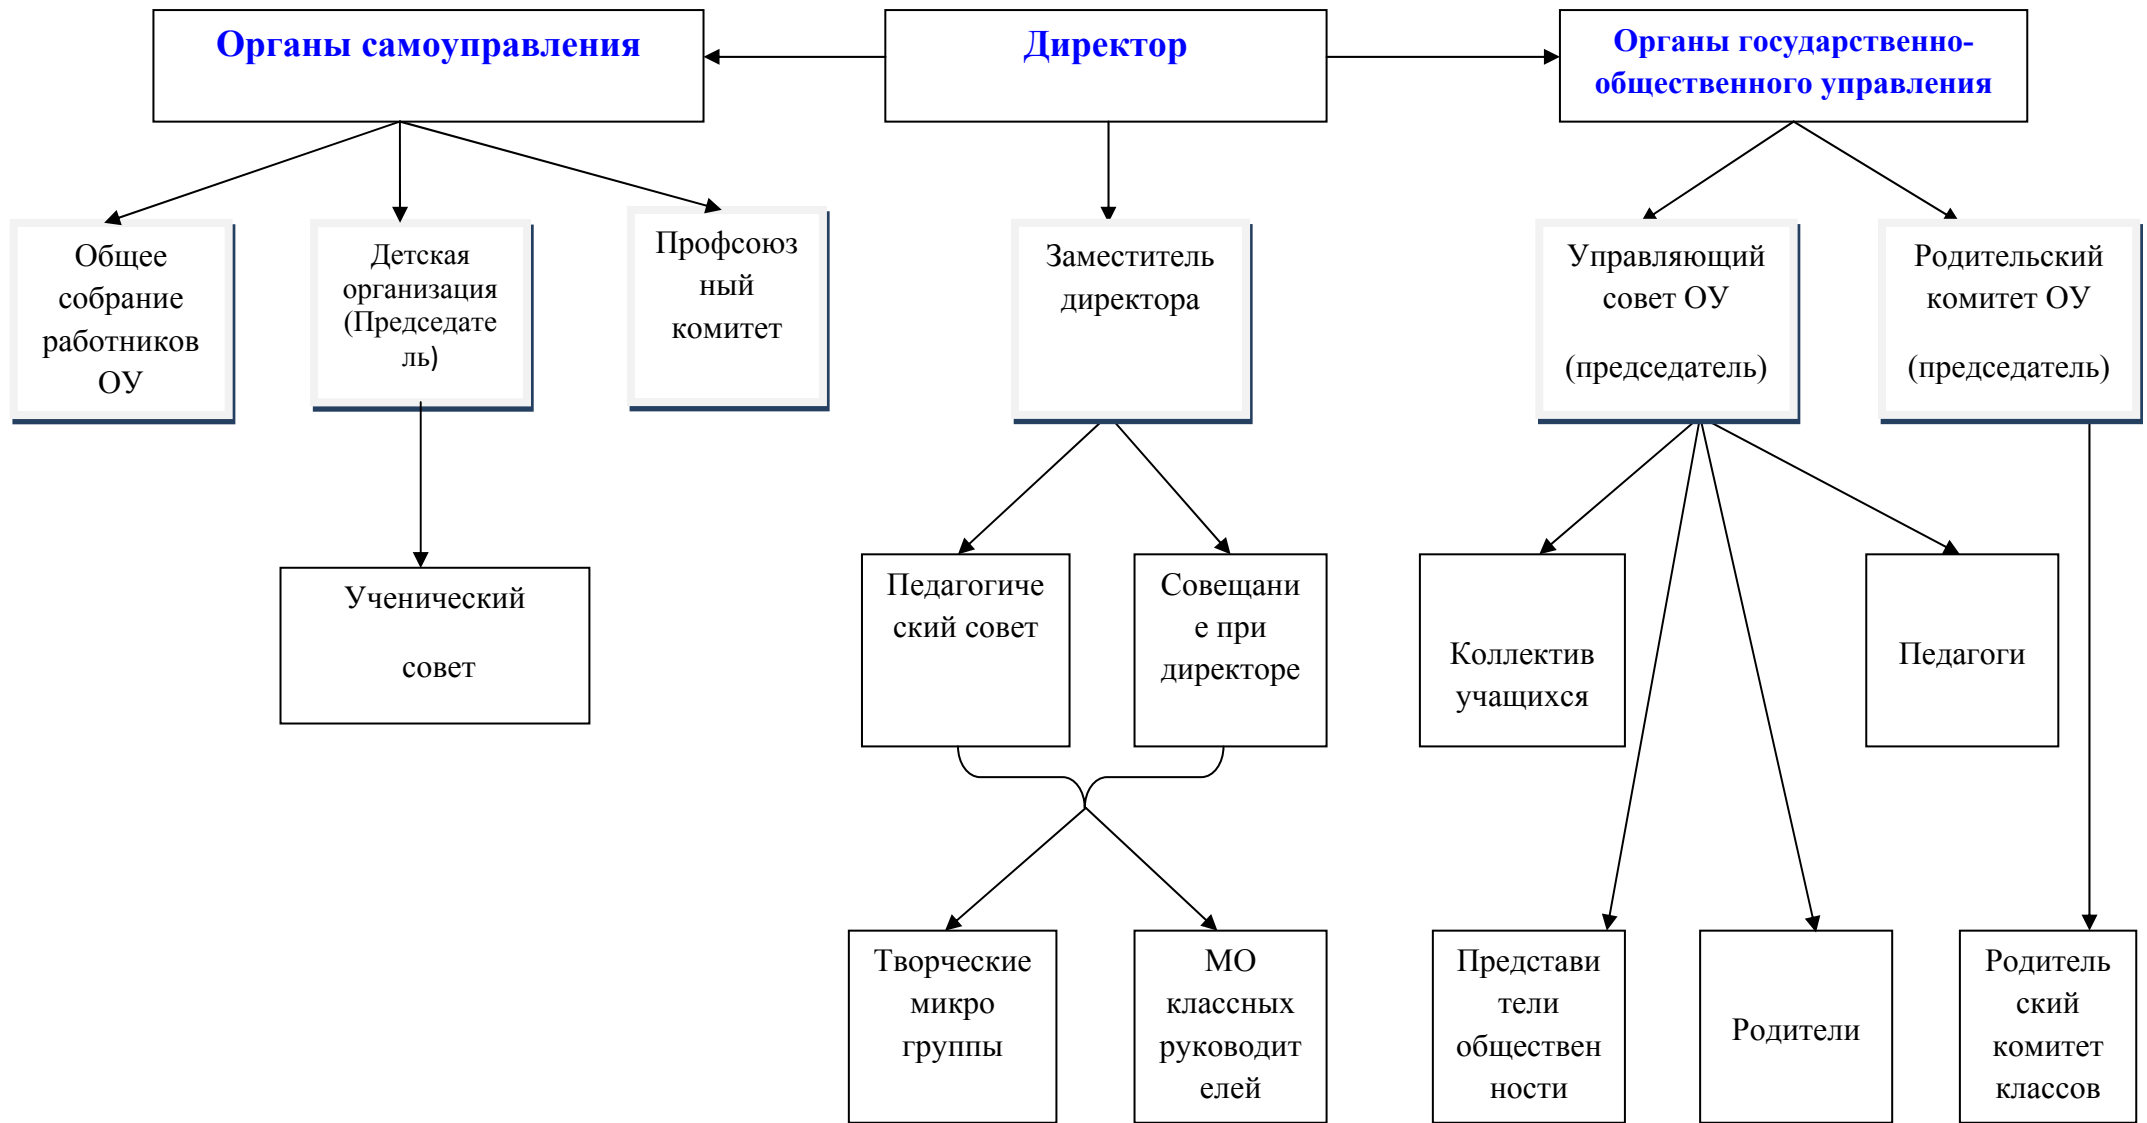 Органы самоуправления
Директор
Органы государственно-
общественного управления
Общее
собрание
работников
ОУ
Детская
организация
(Председате
ль)
Профсоюз
ный
комитет
Заместитель
директора
Управляющий
совет ОУ
(председатель)
Родительский
комитет ОУ
(председатель)
Ученический
совет
Педагогиче
ский совет
Совещани
е при
директоре
Коллектив
учащихся
Педагоги
Творческие
микро
группы
МО
классных
руководит
елей
Представи
тели
обществен
ности
Родители
Родитель
ский
комитет
классов